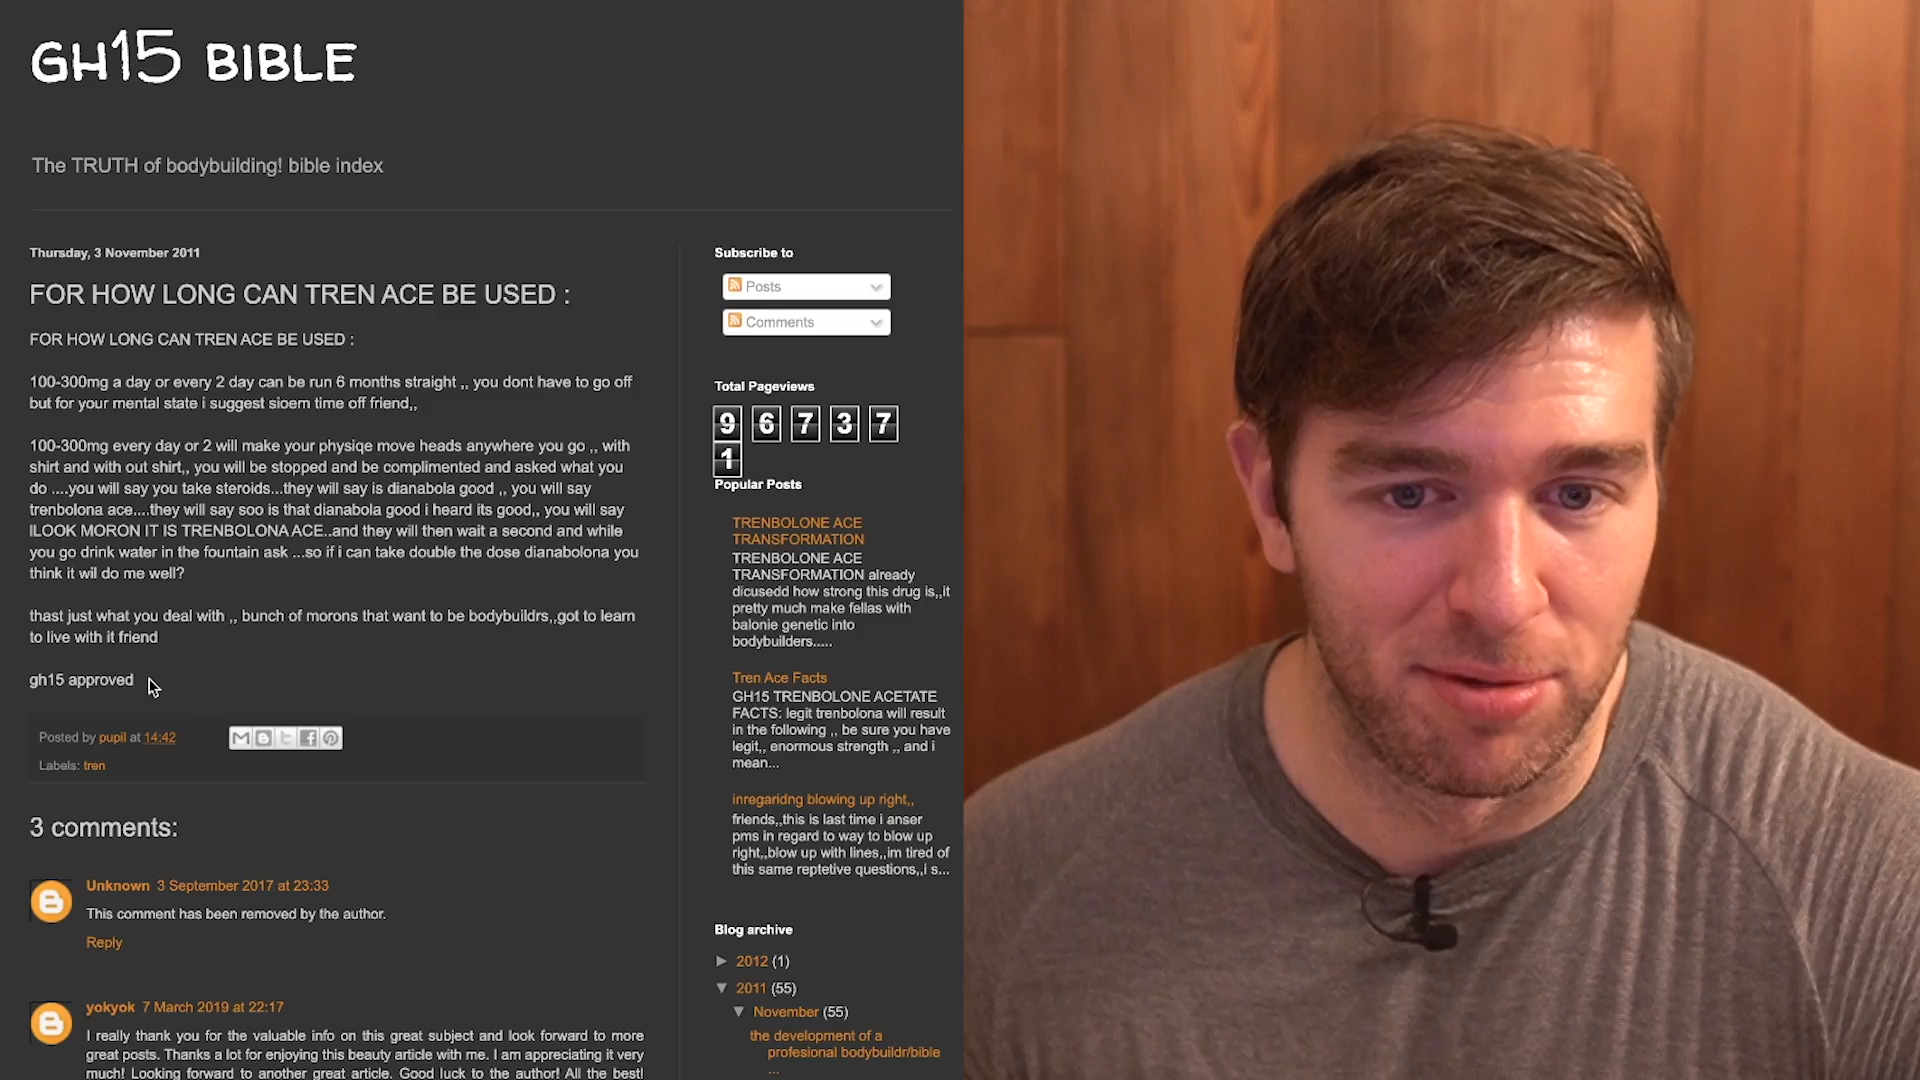 GH15 BIBLE
The TRUTH of bodybuilding! bible index
Thursday, 3 November 2011
FOR HOW LONG CAN TREN ACE BE USED :
FOR HOW LONG CAN TREN ACE BE USED :
100-300mg a day or every 2 day can be run 6 months straight ,, you dont have to go off
but for your mental state i suggest sioem time off friend,,
100-300mg every day or 2 will make your physiqe move heads anywhere you go ,, with
shirt and with out shirt,, you will be stopped and be complimented and asked what you
do ....you will say you take steroids...they will say is dianabola good ,, you will say
trenbolona ace....they will say soo is that dianabola good i heard its good,, you will say
lLOOK MORON IT IS TRENBOLONA ACE..and they will then wait a second and while
you go drink water in the fountain ask ...so if i can take double the dose dianabolona you
think it wil do me well?
thast just what you deal with ,, bunch of morons that want to be bodybuildrs,,got to learn
to live with it friend
gh15 approved
Posted by pupil at 14:42
Labels: tren
3 comments:
Unknown 3 September 2017 at 23:33
This comment has been removed by the author.
Reply
yokyok 7 March 2019 at 22:17
I really thank you for the valuable info on this great subject and look forward to more
great posts. Thanks a lot for enjoying this beauty article with me. I am appreciating it very
much! Looking forward to another great article. Good luck to the author! All the best!
Subscribe to
Posts
Comments
Total Pageviews
9 6 7 3 7
1
Popular Posts
TRENBOLONE ACE
TRANSFORMATION
TRENBOLONE ACE
TRANSFORMATION already
dicusedd how strong this drug is,,it
pretty much make fellas with
balonie genetic into
bodybuilders.....
Tren Ace Facts
GH15 TRENBOLONE ACETATE
FACTS: legit trenbolona will result
in the following ,, be sure you have
legit,, enormous strength ,, and i
mean...
inregaridng blowing up right,,
friends,,this is last time i anser
pms in regard to way to blow up
right,,blow up with lines,,im tired of
this same reptetive questions,,i s...
Blog archive
► 2012 (1)
▼ 2011 (55)
▼ November (55)
the development of a
profesional bodybuildr/bible
...